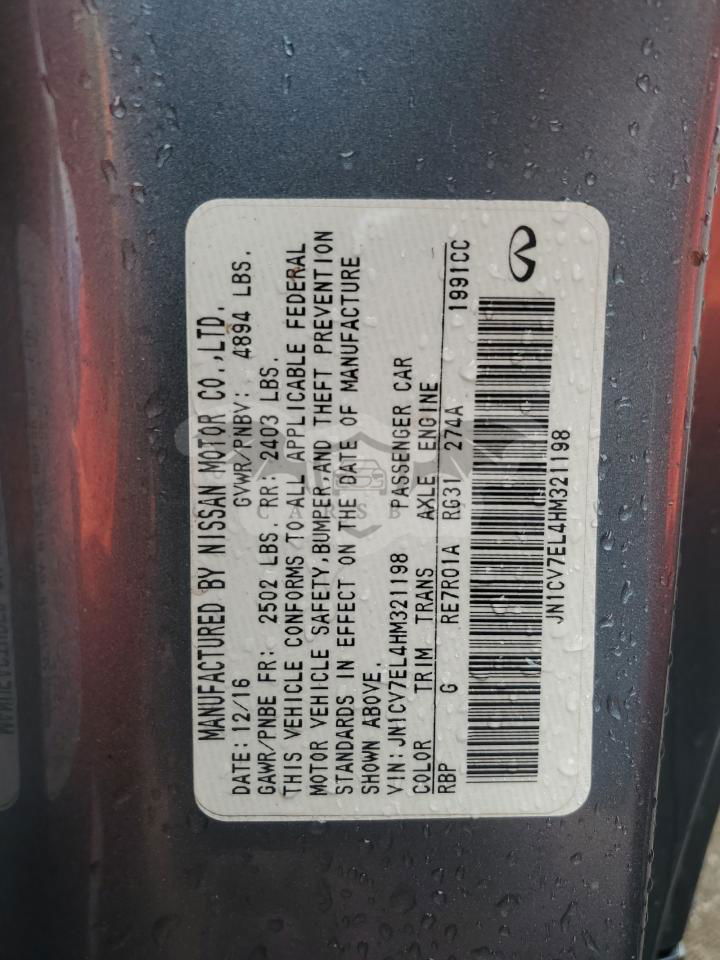 MANUFACTURED BY NISSAN MOTOR CO.,LTD.
DATE: 12/16 GVWR/PNBV: 4894 LBS.
GAWR/PNBE FR: 2502 LBS. RR: 2403 LBS.
THIS VEHICLE CONFORMS TO ALL APPLICABLE FEDERAL
MOTOR VEHICLE SAFETY,BUMPER,AND THEFT PREVENTION
STANDARDS IN EFFECT ON THE DATE OF MANUFACTURE
SHOWN ABOVE.
VIN: JN1CV7EL4HM321198 PASSENGER CAR
COLOR TRIM TRANS AXLE ENGINE
RBP G RE7R01A RG31 274A 1991CC
JN1CV7EL4HM321198